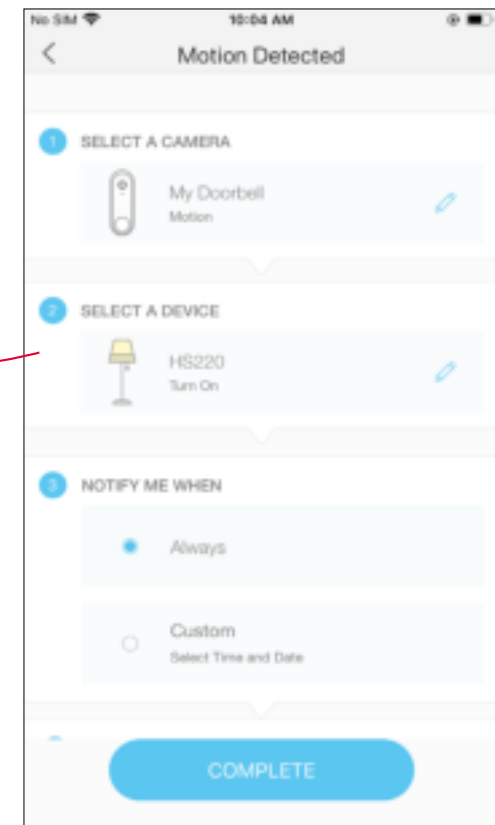 No SIM 10:04 AM
Motion Detected
1 SELECT A CAMERA
My Doorbell
Motion
2 SELECT A DEVICE
HS220
Turn On
3 NOTIFY ME WHEN
Always
Custom
Select Time and Date
COMPLETE